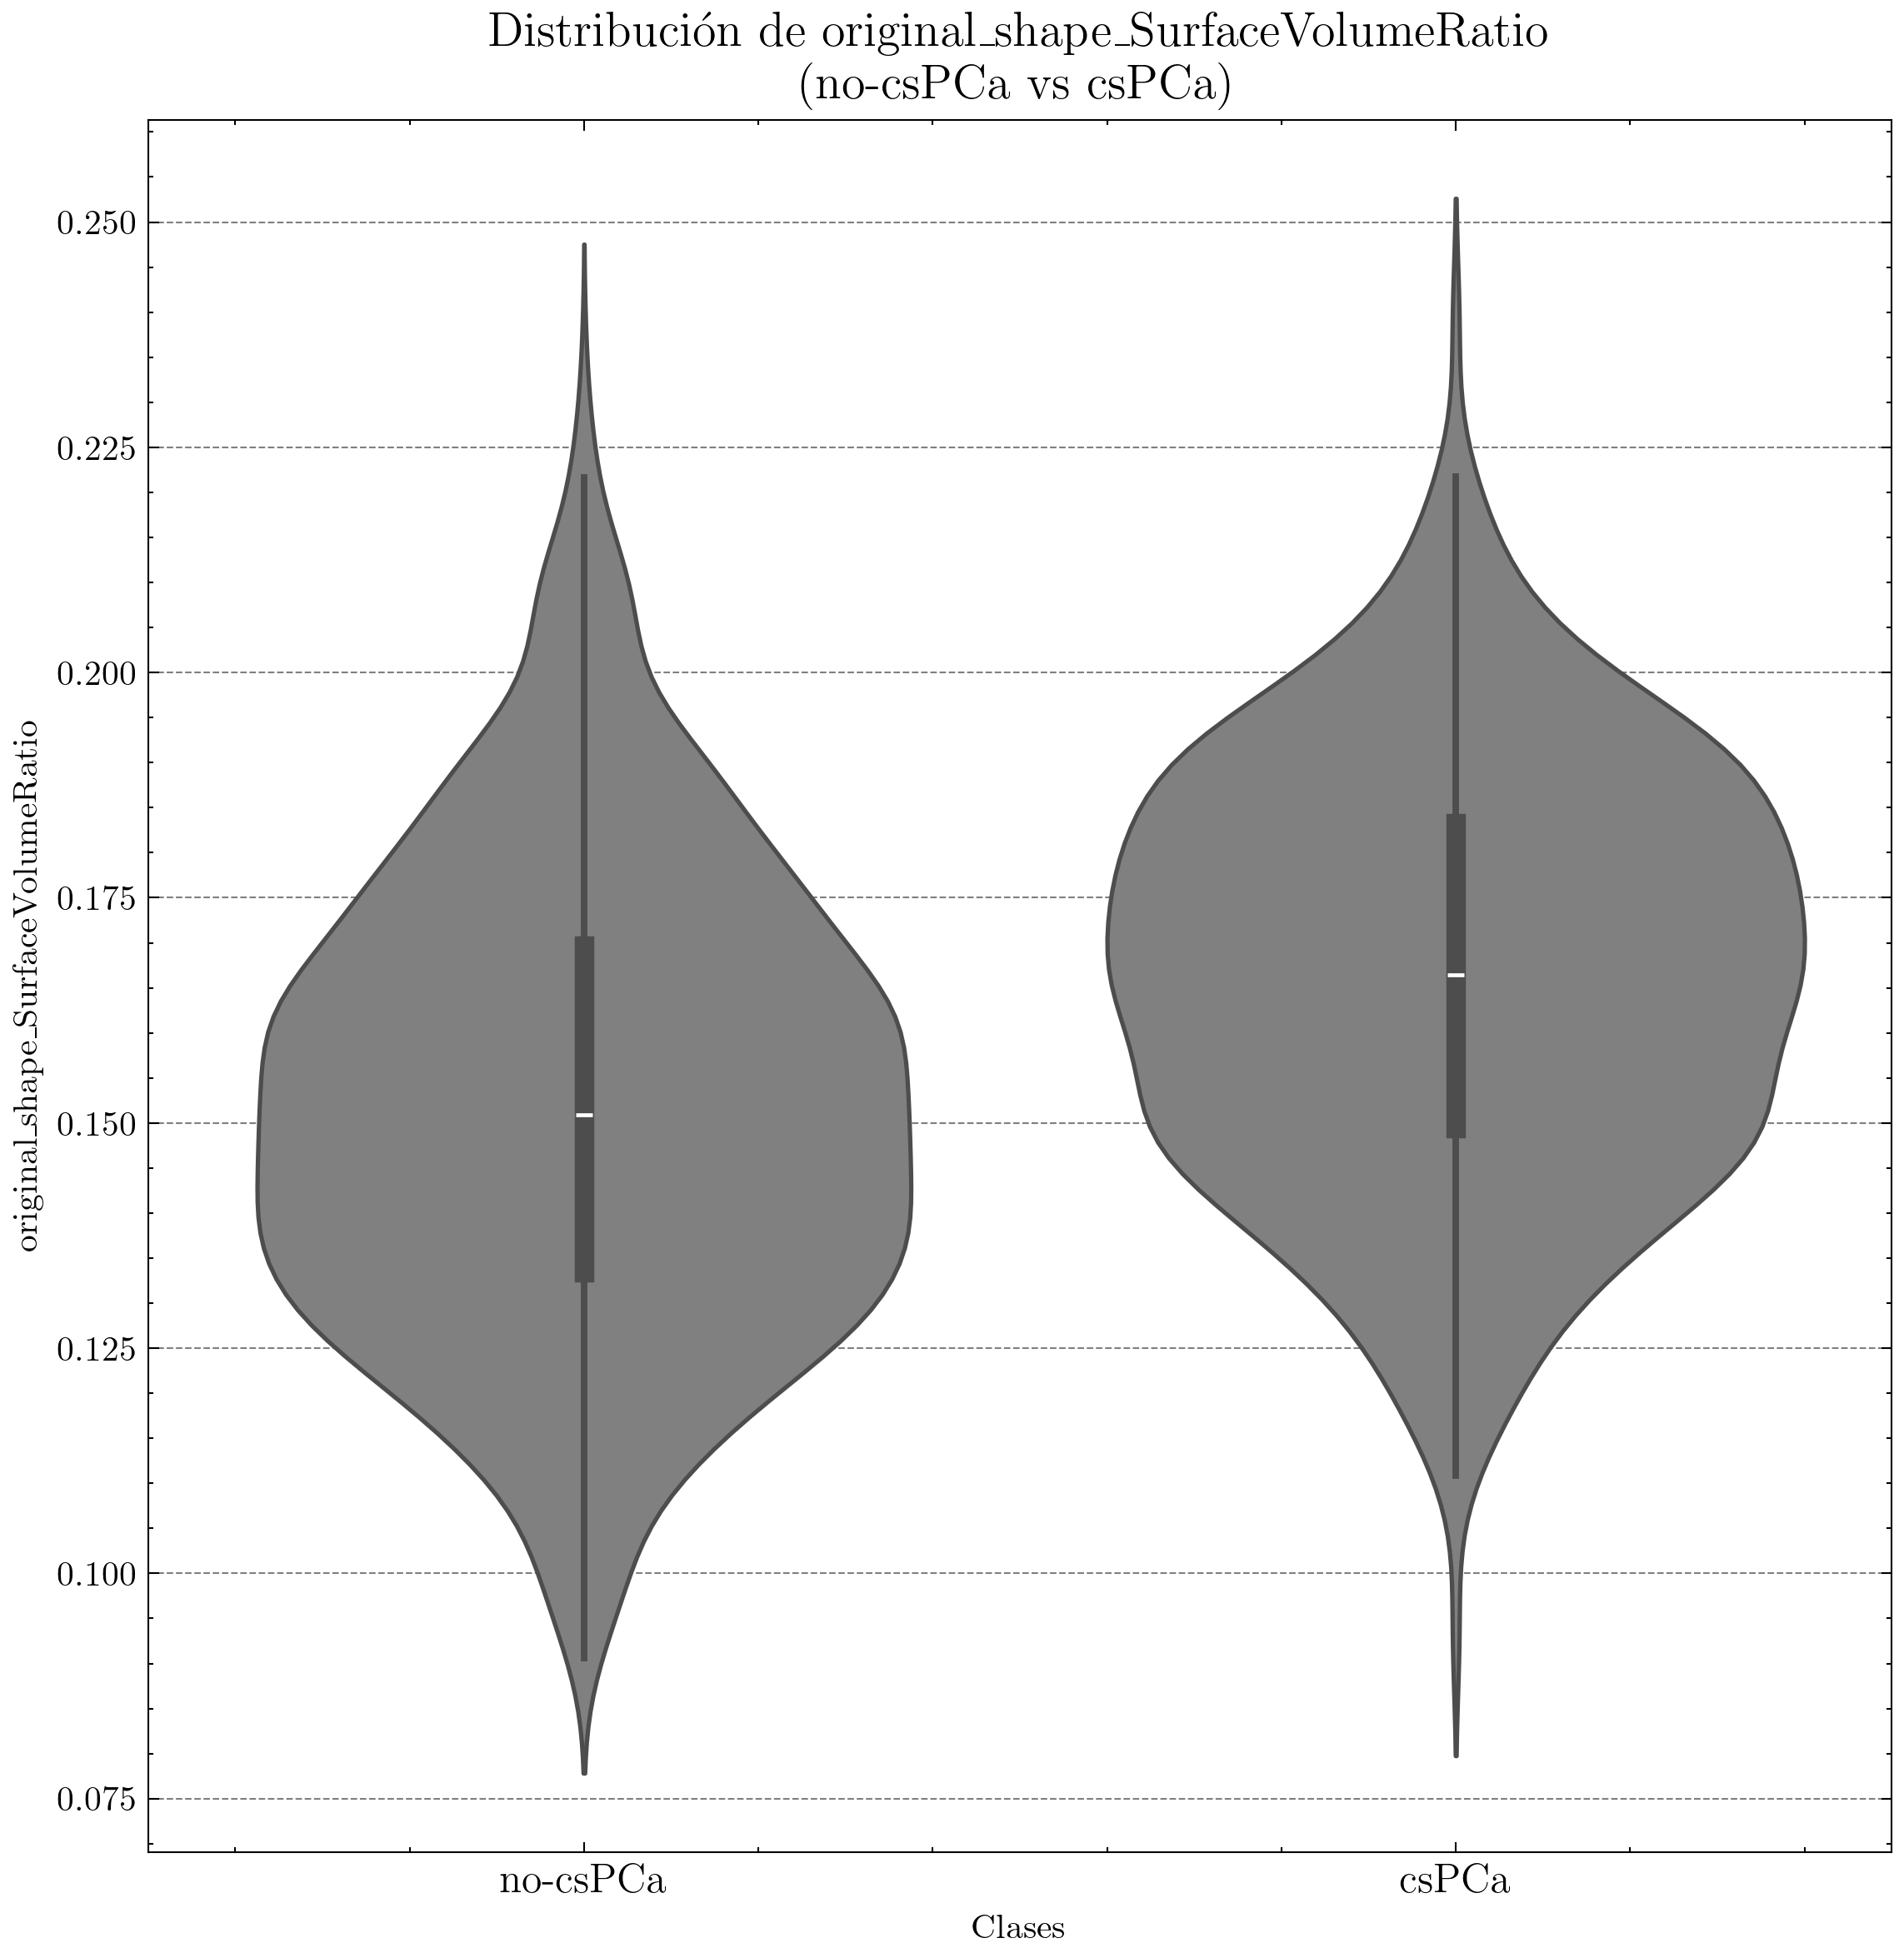 Distribución de original_shape_SurfaceVolumeRatio
(no-csPCa vs csPCa)
original_shape_SurfaceVolumeRatio
0.250
0.225
0.200
0.175
0.150
0.125
0.100
0.075
no-csPCa
csPCa
Clases